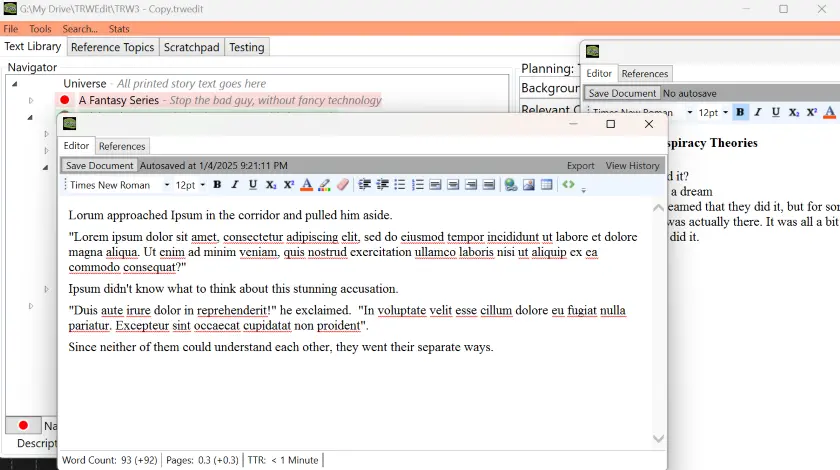 G:\My Drive\TRWEdit\TRW3 - Copy.trwedit
File Tools Search... Stats
Text Library Reference Topics Scratchpad Testing
Navigator
Universe - All printed story text goes here
A Fantasy Series - Stop the bad guy, without fancy technology
Planning:
Relevant
Editor References
Save Document No autosave
Times New Roman 12pt B I U X₂ X² A
spiracy Theories
d it?
a dream
eamed that they did it, but for sor
was actually there. It was all a bit
did it.
Editor References
Save Document Autosaved at 1/4/2025 9:21:11 PM Export View History
Times New Roman 12pt B I U X₂ X² A
Lorum approached Ipsum in the corridor and pulled him aside.
"Lorem ipsum dolor sit amet, consectetur adipiscing elit, sed do eiusmod tempor incididunt ut labore et dolore
magna aliqua. Ut enim ad minim veniam, quis nostrud exercitation ullamco laboris nisi ut aliquip ex ea
commodo consequat?"
Ipsum didn't know what to think about this stunning accusation.
"Duis aute irure dolor in reprehenderit!" he exclaimed.  "In voluptate velit esse cillum dolore eu fugiat nulla
pariatur. Excepteur sint occaecat cupidatat non proident".
Since neither of them could understand each other, they went their separate ways.
Word Count: 93 (+92) Pages: 0.3 (+0.3) TTR: < 1 Minute
Na
Descript